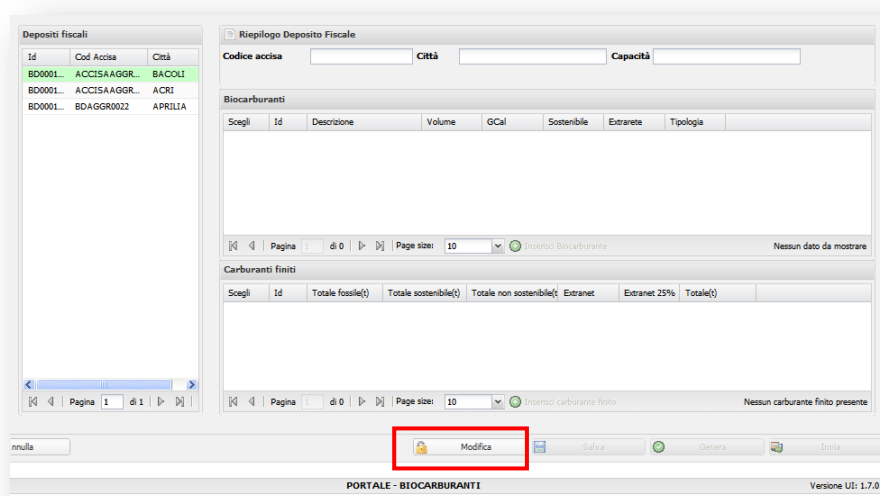 Depositi fiscali
Id Cod Accisa Città
BD0001... ACCISAAGGR... BACOLI
BD0001... ACCISAAGGR... ACRI
BD0001... BDAGGR0022 APRILIA
Pagina 1 di 1
Riepilogo Deposito Fiscale
Codice accisa Città Capacità
Biocarburanti
Scegli Id Descrizione Volume GCal Sostenibile Extrarete Tipologia
Pagina 1 di 0 Page size: 10 Inserisci Biocarburante Nessun dato da mostrare
Carburanti finiti
Scegli Id Totale fossile(t) Totale sostenibile(t) Totale non sostenibile(t Extranet Extranet 25% Totale(t)
Pagina 1 di 0 Page size: 10 Inserisci carburante finito Nessun carburante finito presente
nnulla Modifica Salva Genera Invia
PORTALE - BIOCARBURANTI Versione UI: 1.7.0